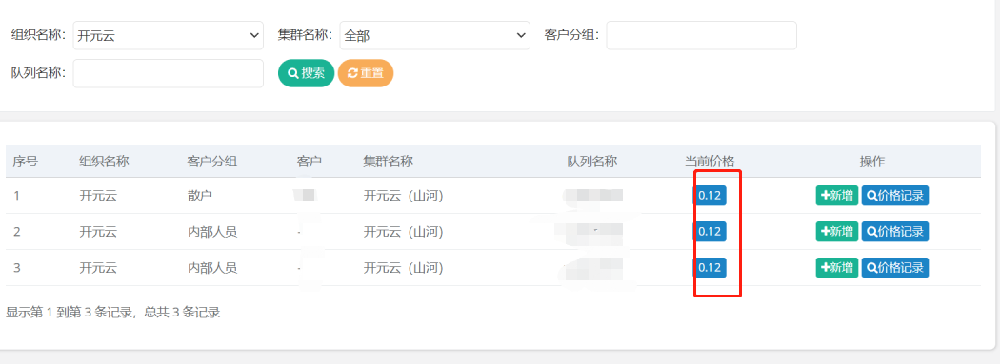 组织名称: 开元云 集群名称: 全部 客户分组:
队列名称: 搜索 重置
序号 组织名称 客户分组 客户 集群名称 队列名称 当前价格 操作
1 开元云 散户 开元云（山河） 0.12 新增 价格记录
2 开元云 内部人员 - 开元云（山河） 0.12 新增 价格记录
3 开元云 内部人员 - 开元云（山河） 0.12 新增 价格记录
显示第 1 到第 3 条记录，总共 3 条记录